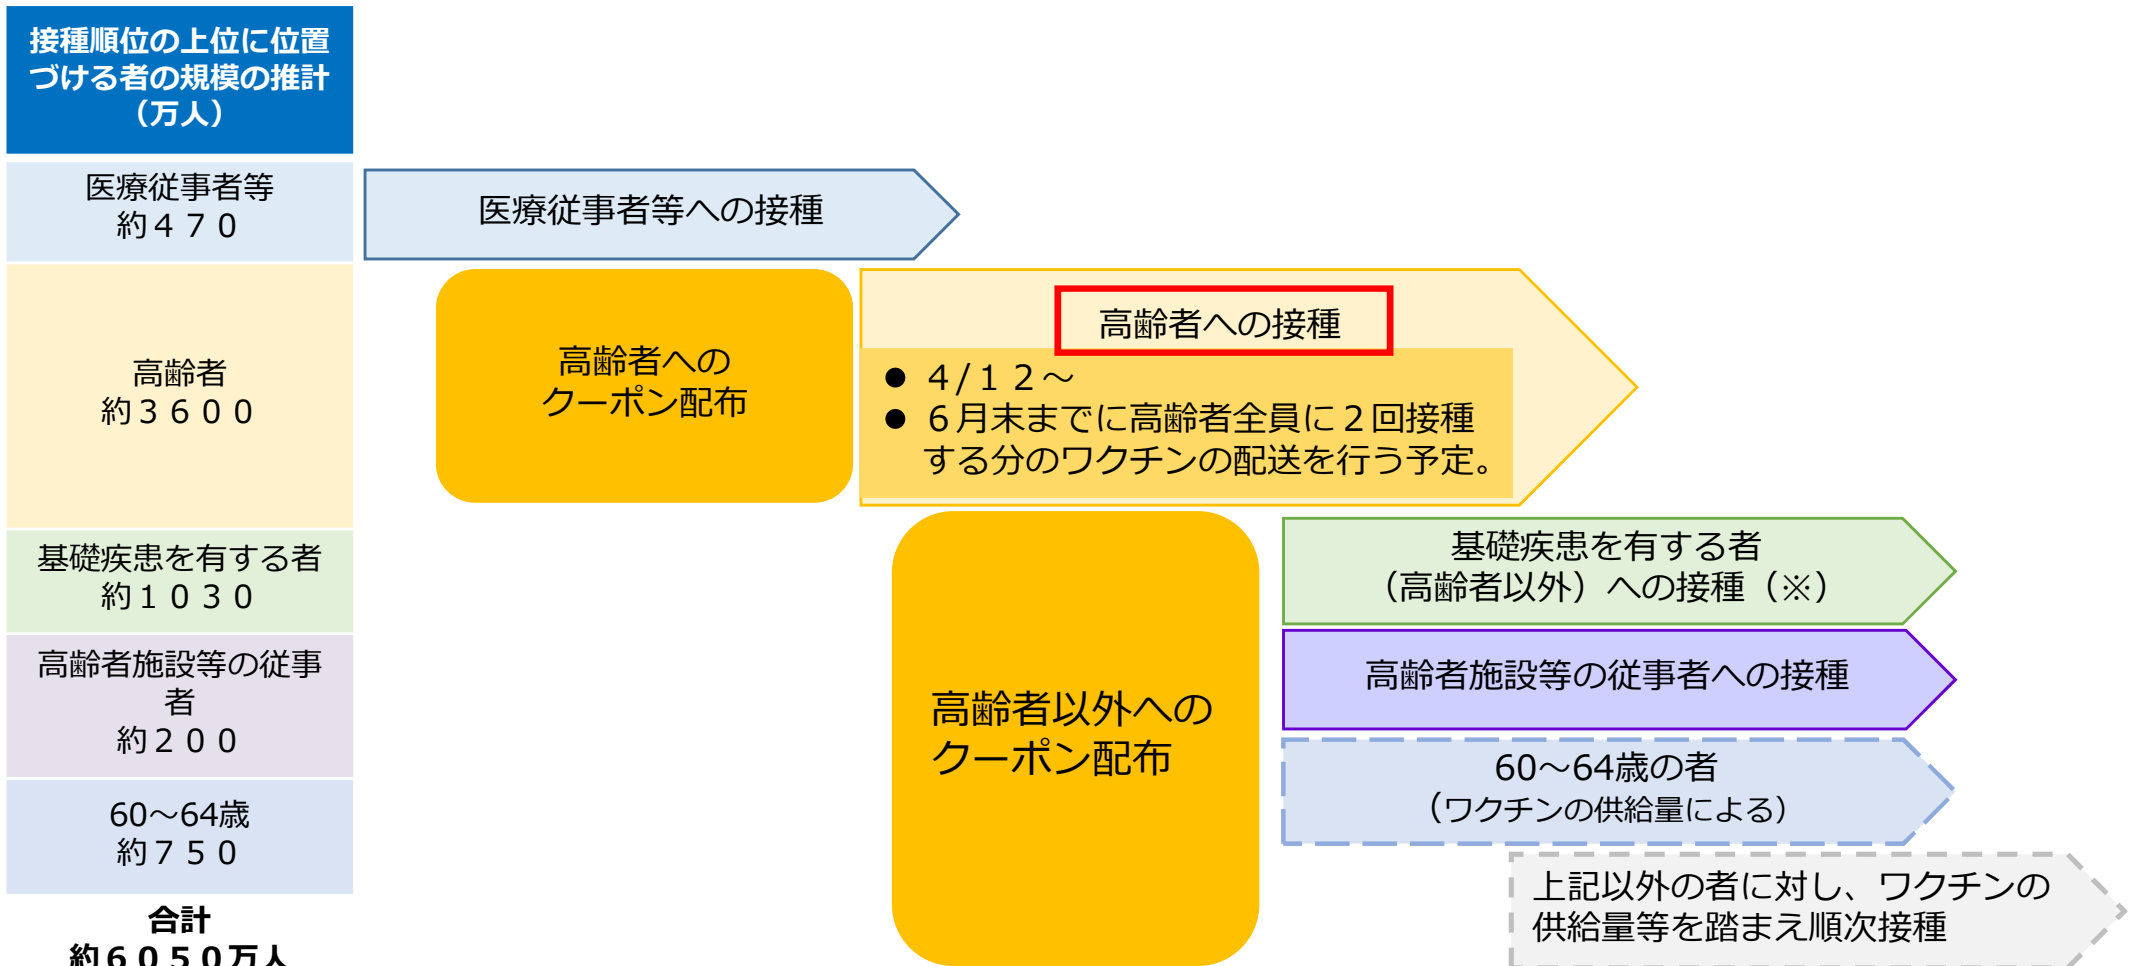 接種順位の上位に位置
づける者の規模の推計
（万人）
医療従事者等
約４７０
医療従事者等への接種
高齢者
約３６００
高齢者への
クーポン配布
高齢者への接種
● ４/１２～
● ６月末までに高齢者全員に２回接種
する分のワクチンの配送を行う予定。
基礎疾患を有する者
約１０３０
高齢者施設等の従事
者
約２００
60～64歳
約７５０
合計
約６０５０万人
高齢者以外への
クーポン配布
基礎疾患を有する者
（高齢者以外）への接種（※）
高齢者施設等の従事者への接種
60～64歳の者
（ワクチンの供給量による）
上記以外の者に対し、ワクチンの
供給量等を踏まえ順次接種